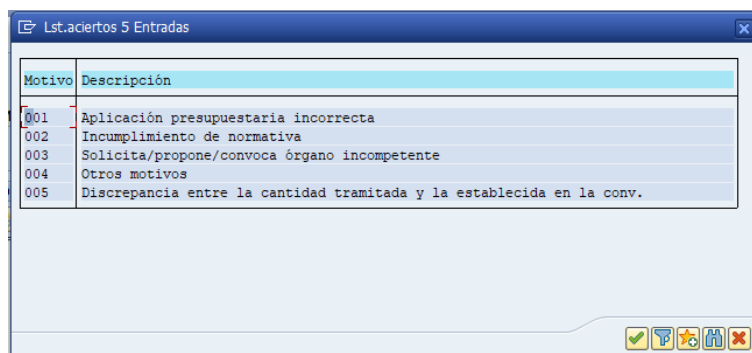 Lst.aciertos 5 Entradas
Motivo Descripción
001 Aplicación presupuestaria incorrecta
002 Incumplimiento de normativa
003 Solicita/propone/convoca órgano incompetente
004 Otros motivos
005 Discrepancia entre la cantidad tramitada y la establecida en la conv.